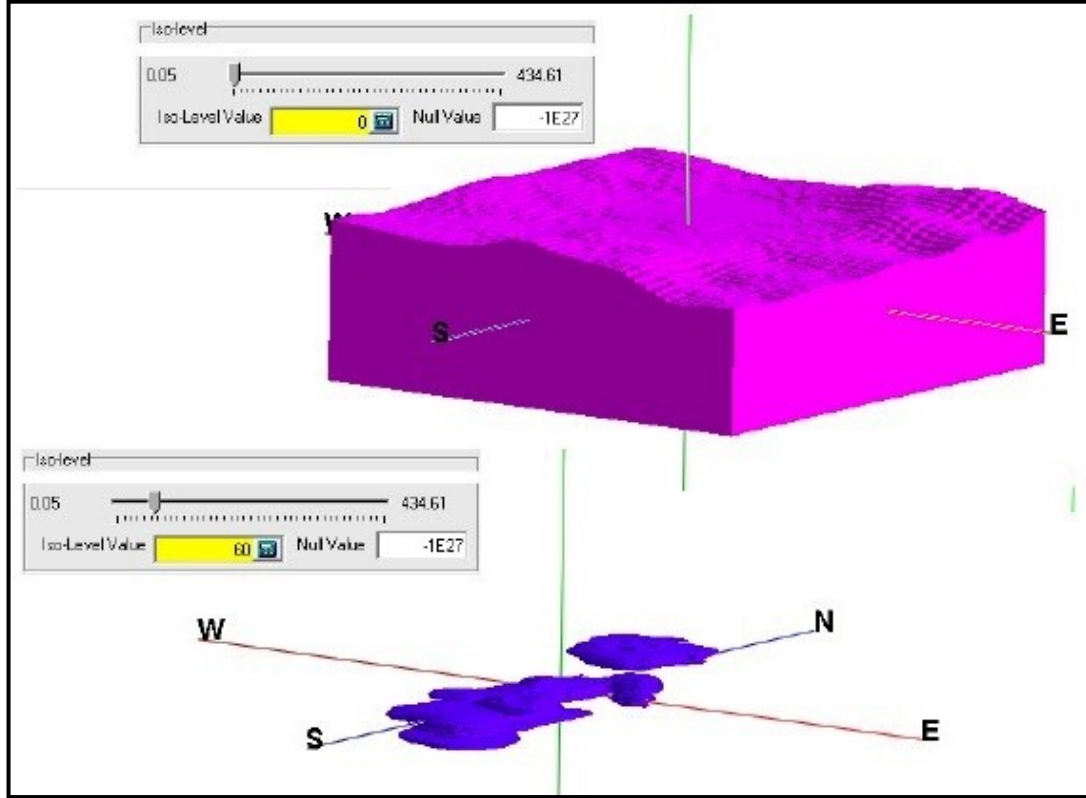 Iso-level
0.05 434.61
Iso-Level Value 0 Null Value -1E27
W
S
E
Iso-level
0.05 434.61
Iso-Level Value 60 Null Value -1E27
W
N
S
E